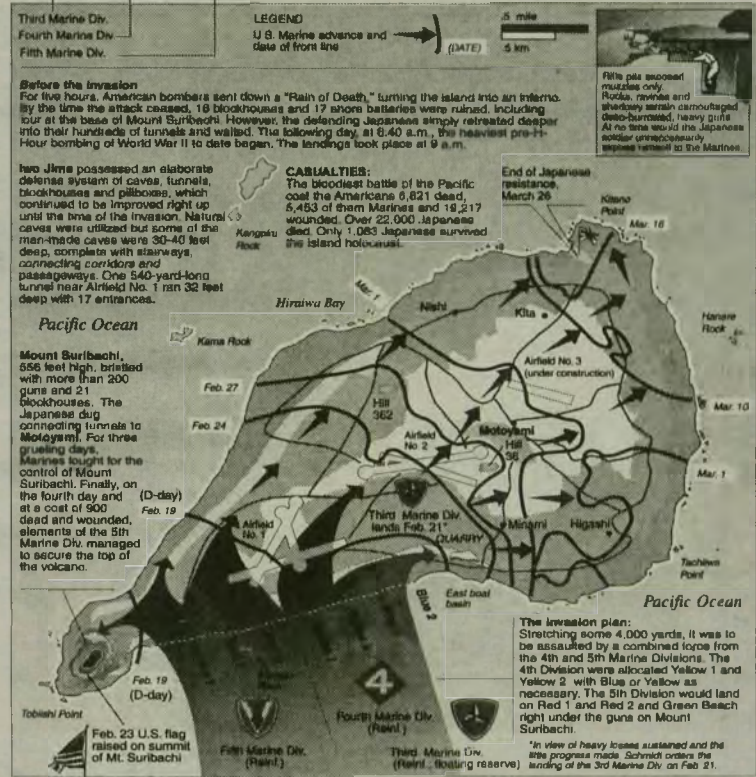 Third Marine Div.
Fourth Marine Div.
Fifth Marine Div.
LEGEND
U.S. Marine advance and
date of front line
(DATE)
.5 mile
.5 km
Rifle pits exposed
muzzles only.
Rocks, ravines and
shadowy terrain camouflaged
deep-burrowed, heavy guns
At no time would the Japanese
soldier unnecessarily
expose himself to the Marines.
Before the invasion
For five hours, American bombers sent down a "Rain of Death," turning the island into an inferno.
By the time the attack ceased, 16 blockhouses and 17 shore batteries were ruined, including
four at the base of Mount Suribachi. However, the defending Japanese simply retreated deeper
into their hundreds of tunnels and waited. The following day, at 6.40 a.m., the heaviest pre-H-
Hour bombing of World War II to date began. The landings took place at 9 a.m.
Iwo Jima possessed an elaborate
defense system of caves, tunnels,
blockhouses and pillboxes, which
continued to be improved right up
until the time of the invasion. Natural
caves were utilized but some of the
man-made caves were 30-40 feet
deep, complete with stairways,
connecting corridors and
passageways. One 540-yard-long
tunnel near Airfield No. 1 ran 32 feet
deep with 17 entrances.
CASUALTIES:
The bloodiest battle of the Pacific
cost the Americans 6,821 dead,
5,453 of them Marines and 19,217
wounded. Over 22,000 Japanese
died. Only 1,083 Japanese survived
the island holocaust.
Kangoku
Rock
End of Japanese
resistance,
March 26
Kitano
Point
Mar. 16
Mar. 1
Hiraiwa Bay
Nishi
Kita
Hanare
Rock
Pacific Ocean
Kama Rock
Airfield No. 3
(under construction)
Mount Suribachi,
556 feet high, bristled
with more than 200
guns and 21
blockhouses. The
Japanese dug
connecting tunnels to
Motoyami. For three
grueling days,
Marines fought for the
control of Mount
Suribachi. Finally, on
the fourth day and
at a cost of 900
dead and wounded,
elements of the 5th
Marine Div. managed
to secure the top of
the volcano.
Feb. 27
Feb. 24
Hill
362
Mar. 10
Motoyami
Hill
38
Airfield
No. 2
Mar. 1
(D-day)
Feb. 19
Airfield
No. 1
Third Marine Div.
lands Feb. 21*
QUARRY
Minami
Higashi
Tachiwa
Point
East boat
basin
Blue 2
Pacific Ocean
Feb. 19
(D-day)
Tobiishi Point
Feb. 23 U.S. flag
raised on summit
of Mt. Suribachi
Fifth Marine Div.
(Reinf.)
4
Fourth Marine Div.
(Reinf.)
Third Marine Div.
(Reinf., floating reserve)
The invasion plan:
Stretching some 4,000 yards, it was to
be assaulted by a combined force from
the 4th and 5th Marine Divisions. The
4th Division were allocated Yellow 1 and
Yellow 2 with Blue or Yellow as
necessary. The 5th Division would land
on Red 1 and Red 2 and Green Beach
right under the guns on Mount
Suribachi.
*In view of heavy losses sustained and the
little progress made Schmidt orders the
landing of the 3rd Marine Div. on Feb 21.